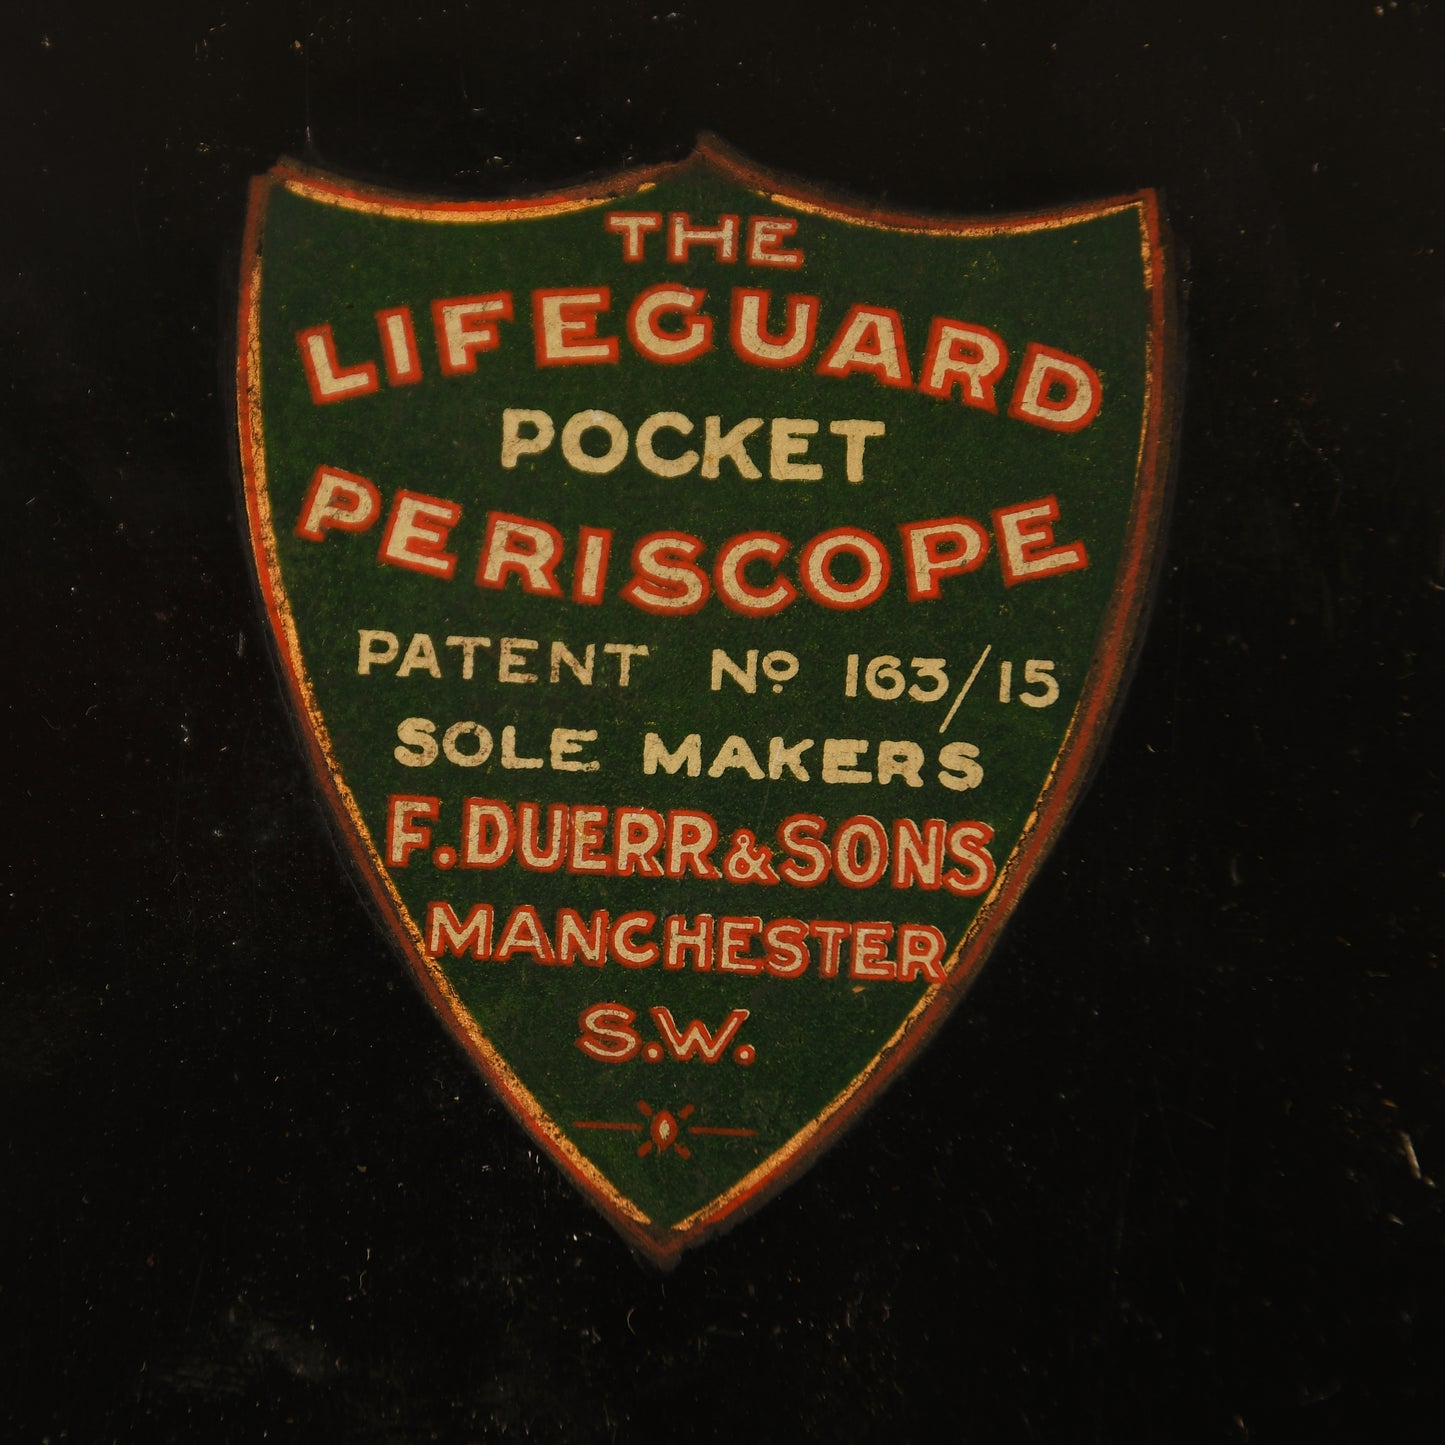 THE
LIFEGUARD
POCKET
PERISCOPE
PATENT Nº 163/15
SOLE MAKERS
F. DUERR & SONS
MANCHESTER
S.W.